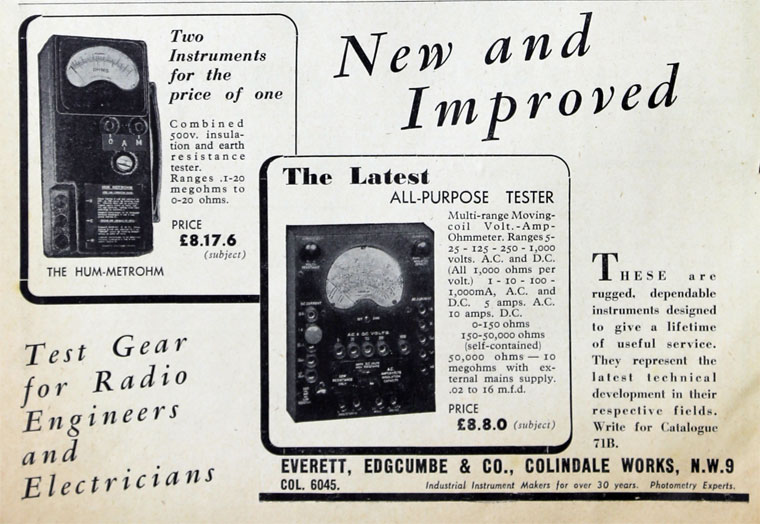 New and
Improved
Two
Instruments
for the
price of one
Combined
500v. insula-
tion and earth
resistance
tester.
Ranges .1-20
megohms to
0-20 ohms.
PRICE
£8.17.6
(subject)
THE HUM-METROHM
The Latest
ALL-PURPOSE TESTER
Multi-range Moving-
coil Volt.-Amp-
Ohmmeter. Ranges 5-
25 - 125 - 250 - 1,000
volts. A.C. and D.C.
(All 1,000 ohms per
volt.) 1 - 10 - 100 -
1,000mA, A.C. and
D.C. 5 amps. A.C.
10 amps. D.C.
0-150 ohms
150-50,000 ohms
(self-contained)
50,000 ohms — 10
megohms with ex-
ternal mains supply.
.02 to 16 m.f.d.
PRICE
£8.8.0 (subject)
A.C & D.C VOLTS
O A M
Test Gear
for Radio
Engineers
and
Electricians
THESE are
rugged, dependable
instruments designed
to give a lifetime
of useful service.
They represent the
latest technical
development in their
respective fields.
Write for Catalogue
71B.
EVERETT, EDGCUMBE & CO., COLINDALE WORKS, N.W.9
COL. 6045. Industrial Instrument Makers for over 30 years. Photometry Experts.